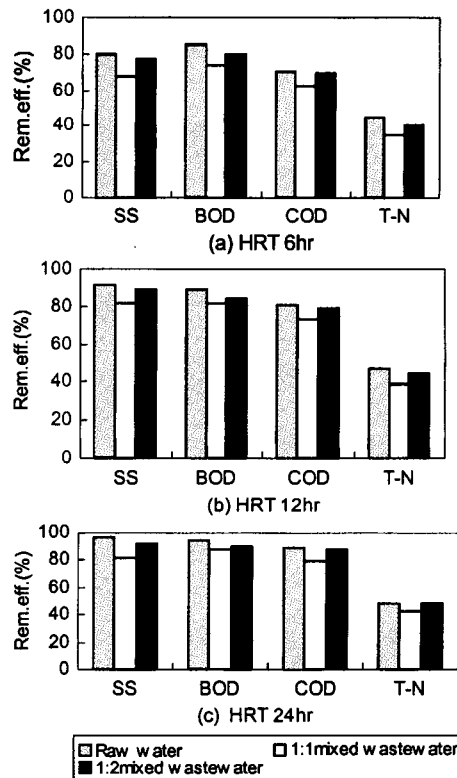 100
80
60
40
20
0
Rem.eff.(%)
SS BOD COD T-N
(a) HRT 6hr
100
80
60
40
20
0
Rem.eff.(%)
SS BOD COD T-N
(b) HRT 12hr
100
80
60
40
20
0
Rem.eff.(%)
SS BOD COD T-N
(c) HRT 24hr
Raw water 1:1mixed wastewater
1:2mixed wastewater